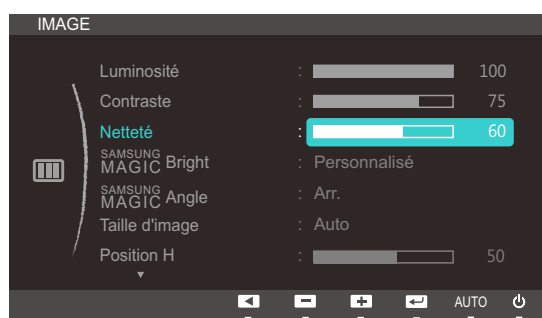 IMAGE
Luminosité : 100
Contraste : 75
Netteté : 60
SAMSUNG MAGIC Bright : Personnalisé
SAMSUNG MAGIC Angle : Arr.
Taille d'image : Auto
Position H : 50
AUTO